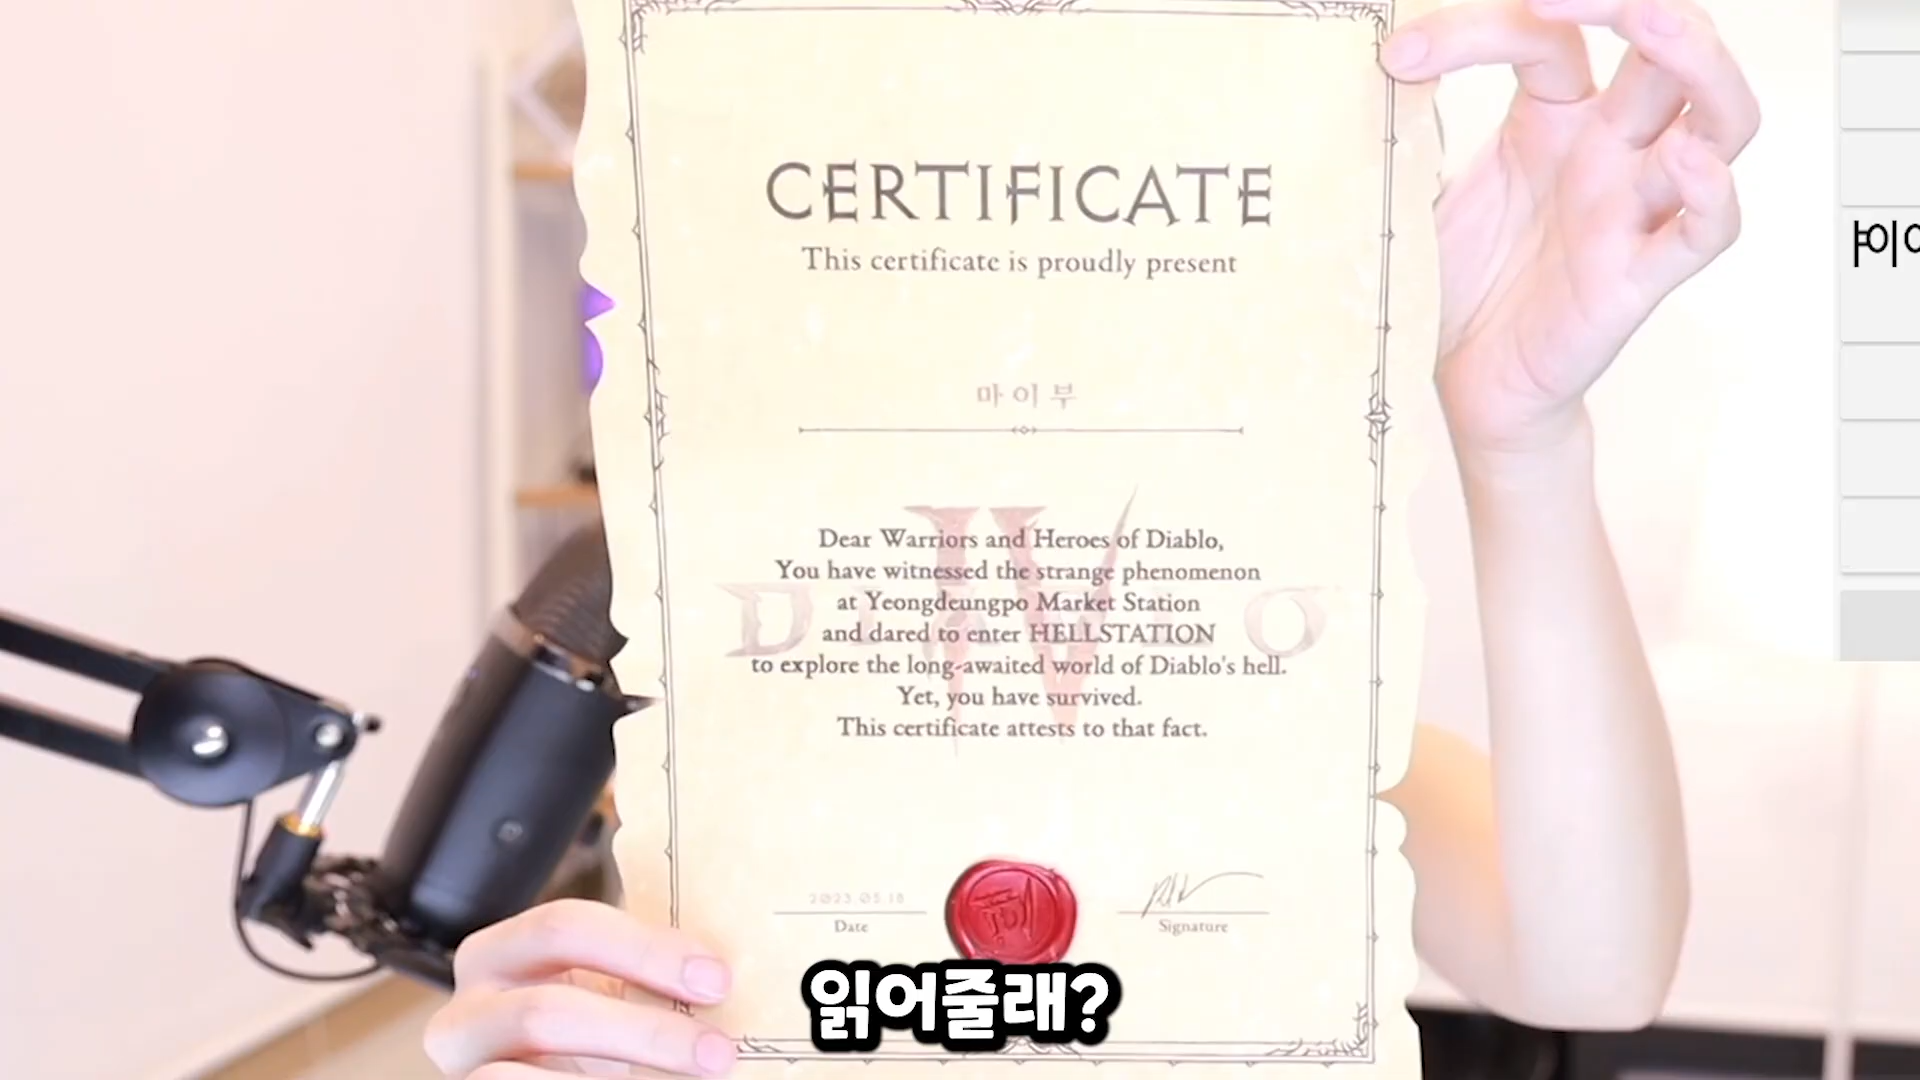 CERTIFICATE
This certificate is proudly present
마이부
DIABLO
IV
Dear Warriors and Heroes of Diablo,
You have witnessed the strange phenomenon
at Yeongdeungpo Market Station
and dared to enter HELLSTATION
to explore the long-awaited world of Diablo's hell.
Yet, you have survived.
This certificate attests to that fact.
2023.05.18
Date
Signature
읽어줄래?